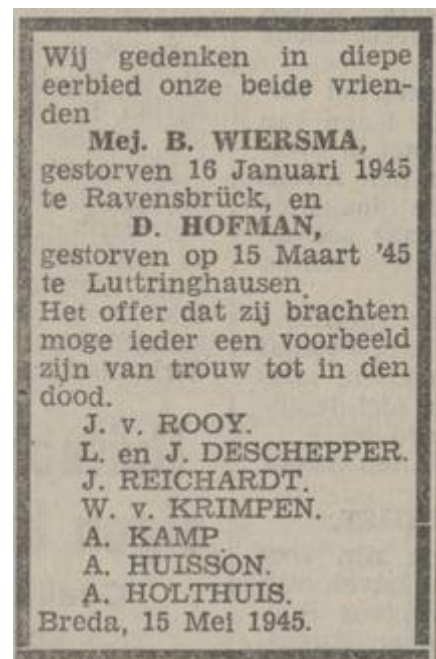 Wij gedenken in diepe
eerbied onze beide vrien-
den
Mej. B. WIERSMA,
gestorven 16 Januari 1945
te Ravensbrück, en
D. HOFMAN,
gestorven op 15 Maart '45
te Luttringhausen.
Het offer dat zij brachten
moge ieder een voorbeeld
zijn van trouw tot in den
dood.
J. v. ROOY.
L. en J. DESCHEPPER.
J. REICHARDT.
W. v. KRIMPEN.
A. KAMP.
A. HUISSON.
A. HOLTHUIS.
Breda, 15 Mei 1945.